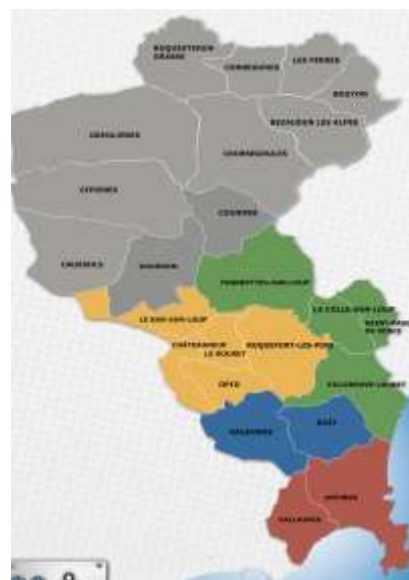 ROQUESTERON
GRASSE
CONSEGUDES
LES FERRES
BOUYON
BEZAUDUN LES ALPES
GREOLIERES
COURSEGOULES
CIPIERES
COURMES
CAUSSOLS
GOURDON
TOURRETTES-SUR-LOUP
LA COLLE-SUR-LOUP
SAINT-PAUL
DE VENCE
LE BAR-SUR-LOUP
CHÂTEAUNEUF
LE ROURET
ROQUEFORT-LES-PINS
OPIO
VILLENEUVE-LOUBET
VALBONNE
BIOT
ANTIBES
VALLAURIS